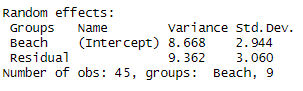 Random effects:
Groups   Name        Variance Std.Dev.
Beach    (Intercept) 8.668    2.944
Residual             9.362    3.060
Number of obs: 45, groups:  Beach, 9